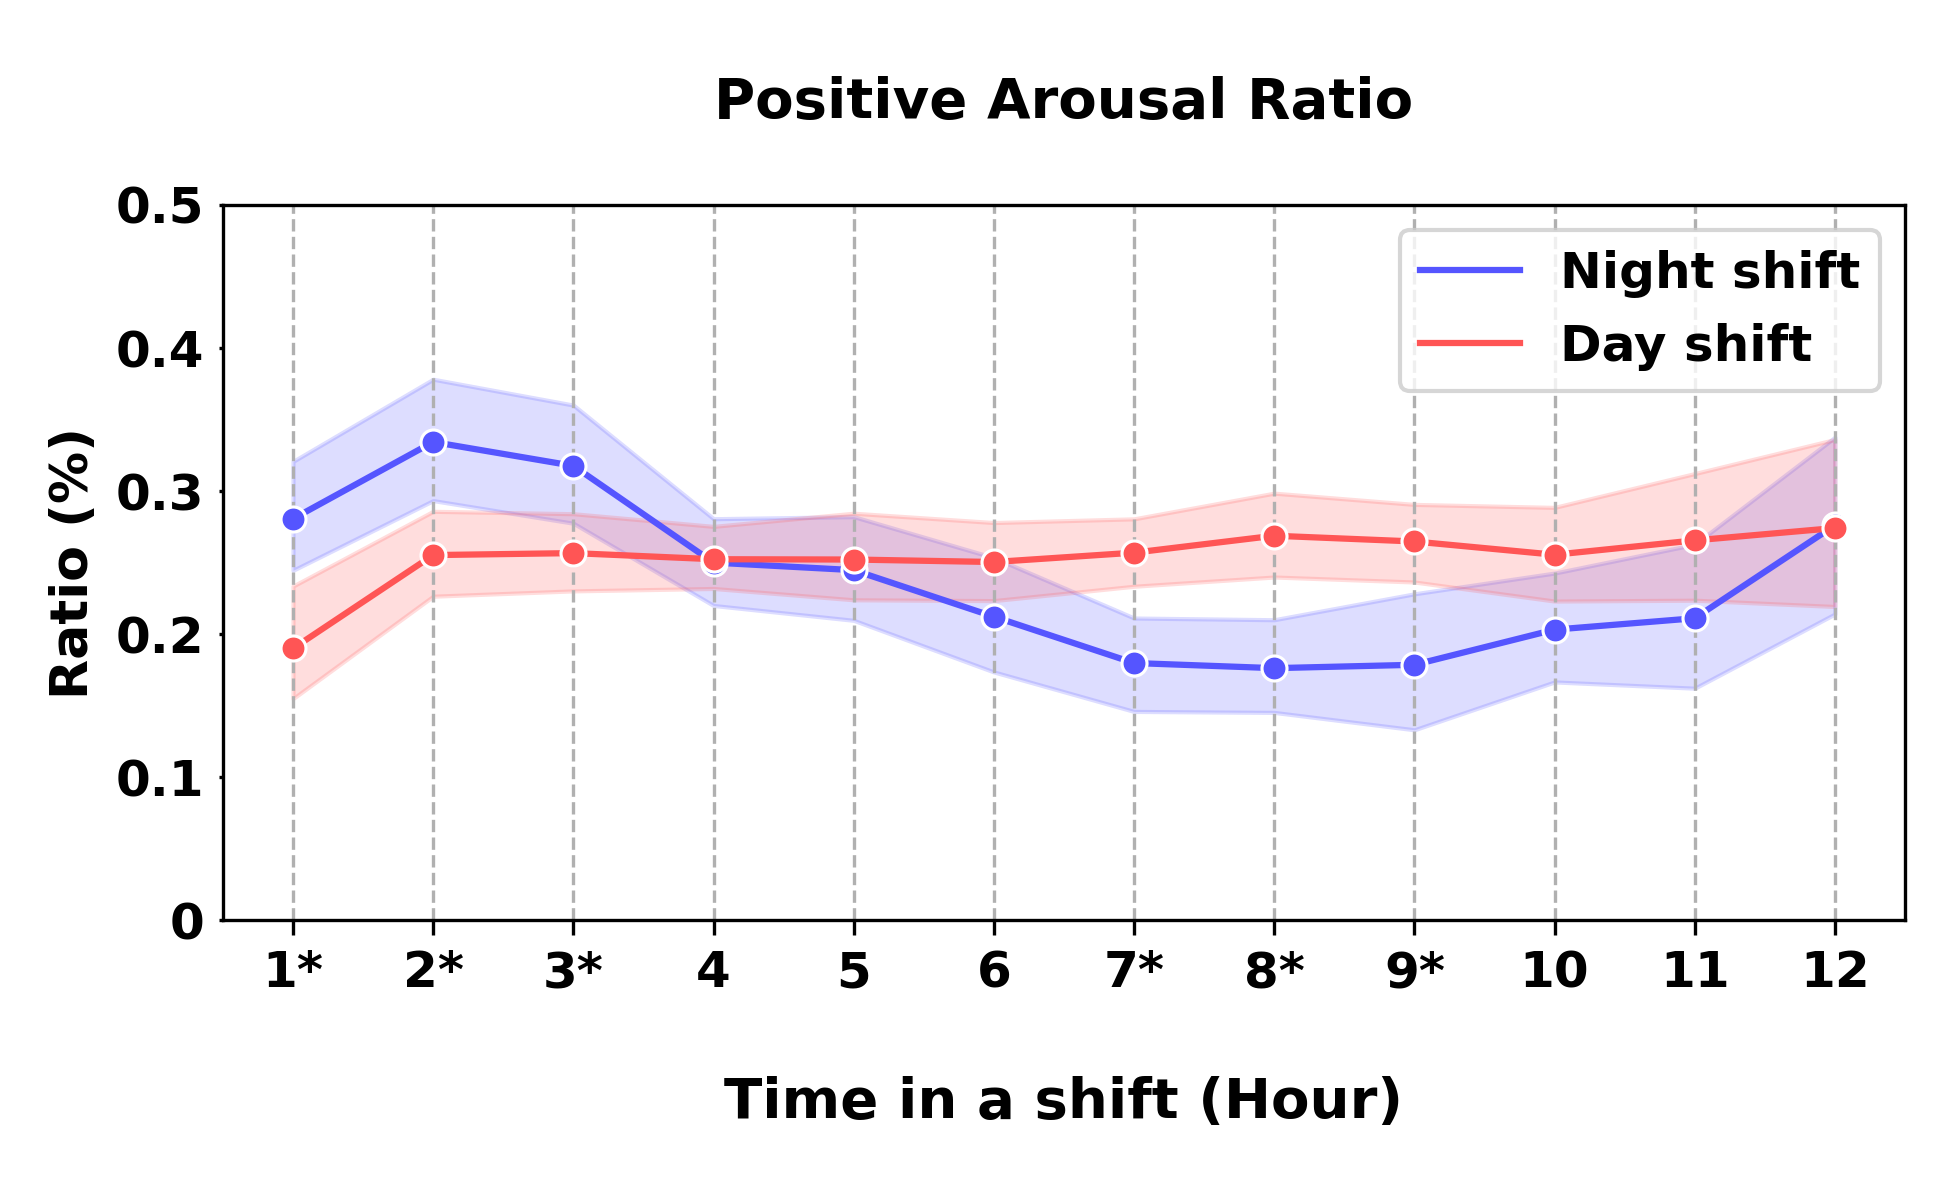 Positive Arousal Ratio
0.5
0.4
0.3
0.2
0.1
0
Ratio (%)
Night shift
Day shift
1* 2* 3* 4 5 6 7* 8* 9* 10 11 12
Time in a shift (Hour)